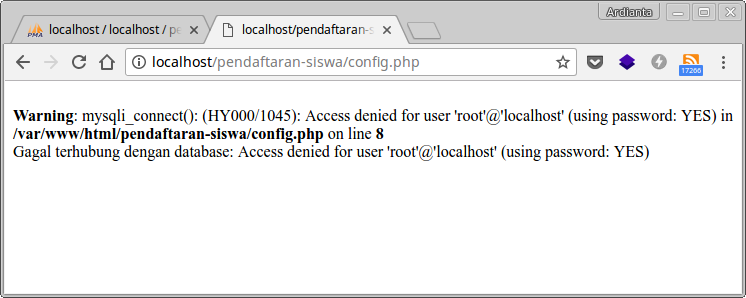 Ardianta
PMA localhost / localhost / pe
localhost/pendaftaran-s
localhost/pendaftaran-siswa/config.php
17266
Warning: mysqli_connect(): (HY000/1045): Access denied for user 'root'@'localhost' (using password: YES) in
/var/www/html/pendaftaran-siswa/config.php on line 8
Gagal terhubung dengan database: Access denied for user 'root'@'localhost' (using password: YES)